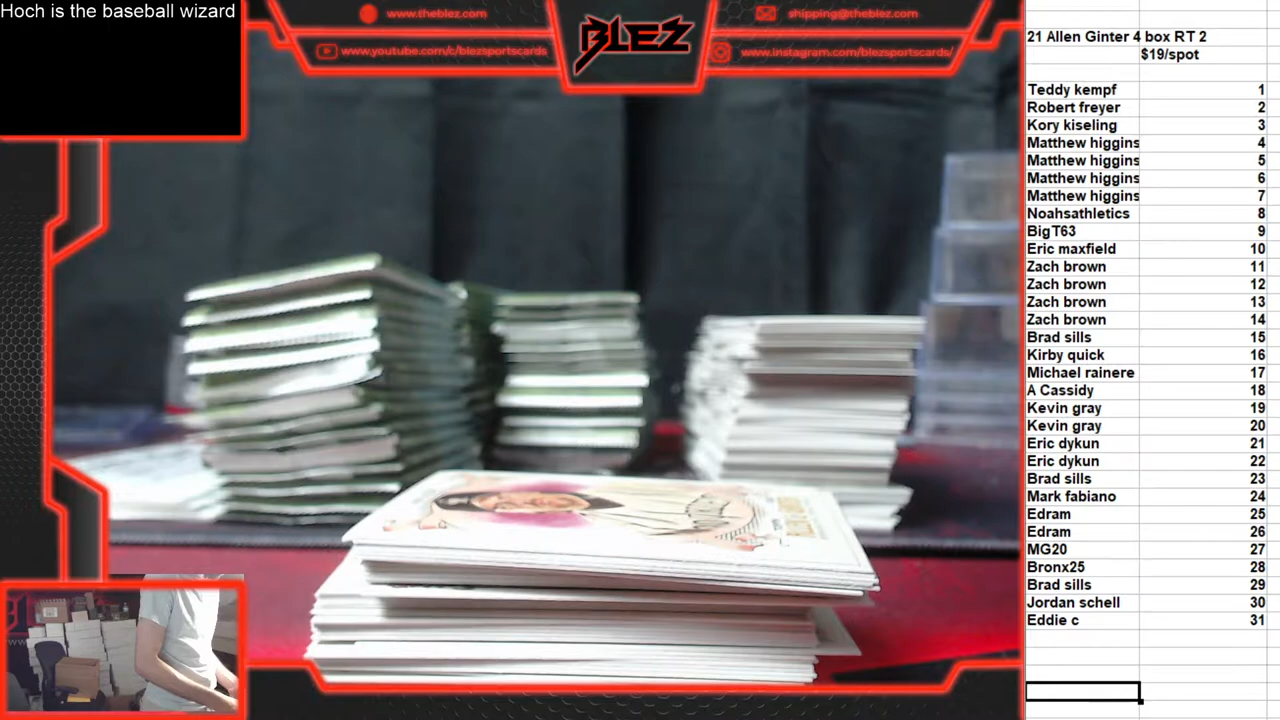 Hoch is the baseball wizard
www.theblez.com
shipping@theblez.com
BLEZ
www.youtube.com/c/blezsportscards
www.instagram.com/blezsportscards/
21 Allen Ginter 4 box RT 2
$19/spot
Teddy kempf 1
Robert freyer 2
Kory kiseling 3
Matthew higgins 4
Matthew higgins 5
Matthew higgins 6
Matthew higgins 7
Noahsathletics 8
BigT63 9
Eric maxfield 10
Zach brown 11
Zach brown 12
Zach brown 13
Zach brown 14
Brad sills 15
Kirby quick 16
Michael rainere 17
A Cassidy 18
Kevin gray 19
Kevin gray 20
Eric dykun 21
Eric dykun 22
Brad sills 23
Mark fabiano 24
Edram 25
Edram 26
MG20 27
Bronx25 28
Brad sills 29
Jordan schell 30
Eddie c 31